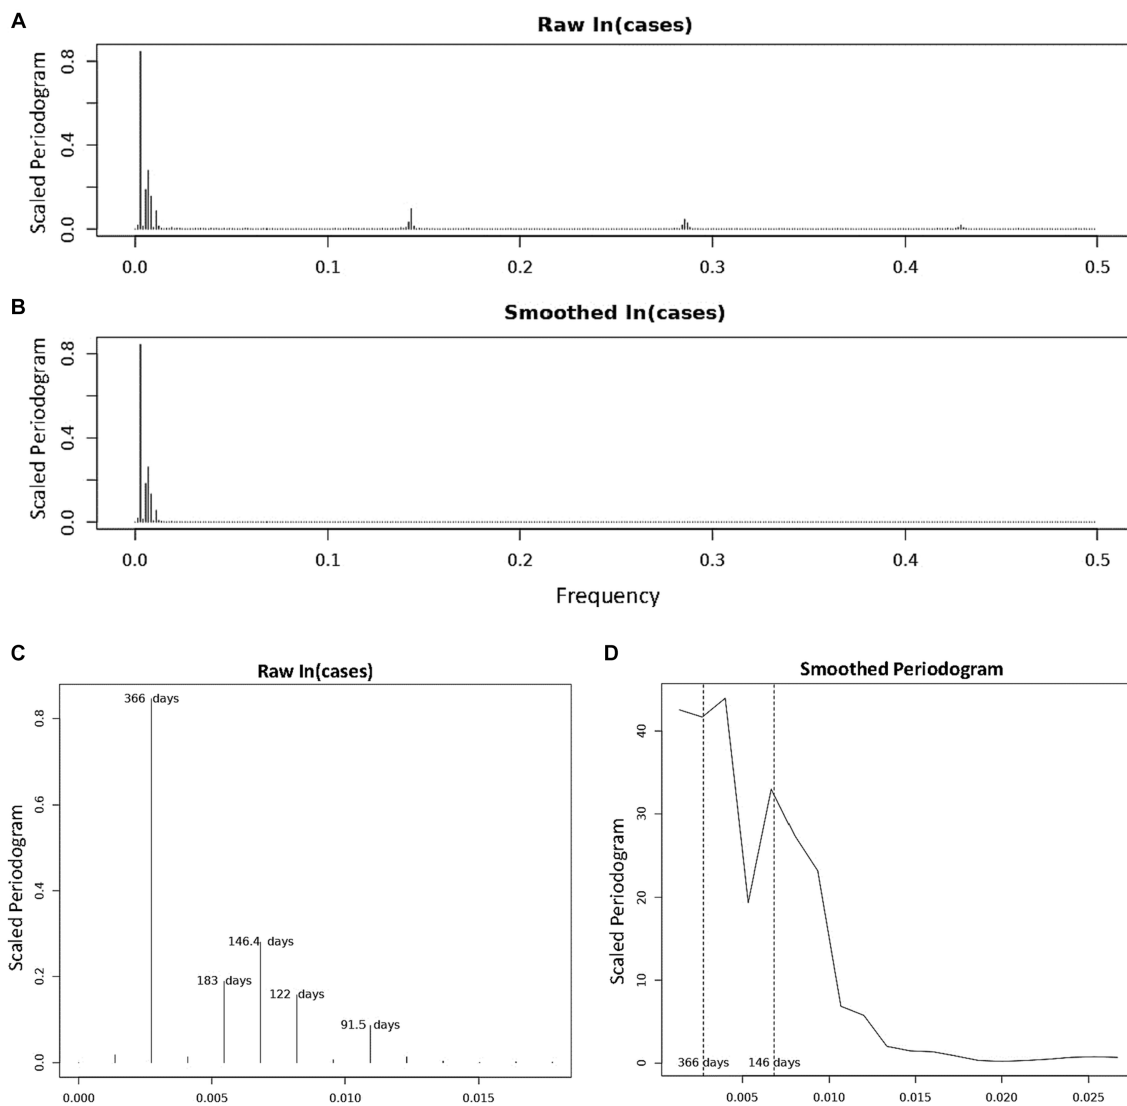 A
Raw ln(cases)
Scaled Periodogram
0.8
0.4
0.0
0.0 0.1 0.2 0.3 0.4 0.5
B
Smoothed ln(cases)
Scaled Periodogram
0.8
0.4
0.0
0.0 0.1 0.2 0.3 0.4 0.5
Frequency
C
Raw ln(cases)
Scaled Periodogram
0.8
0.6
0.4
0.2
0.0
366 days
146.4 days
183 days
122 days
91.5 days
0.000 0.005 0.010 0.015
D
Smoothed Periodogram
Scaled Periodogram
40
30
20
10
0
366 days 146 days
0.005 0.010 0.015 0.020 0.025